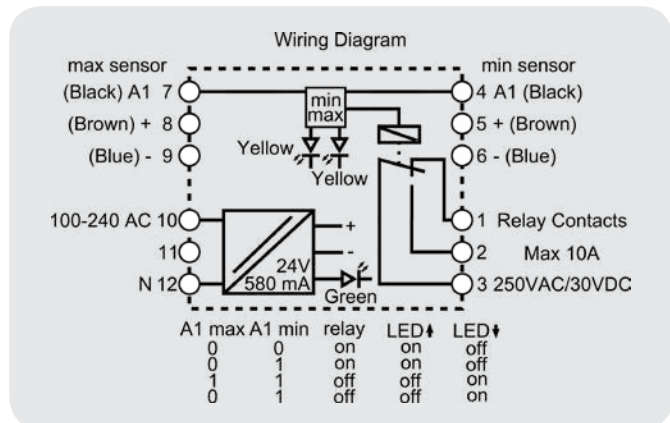 Wiring Diagram
max sensor
min sensor
(Black) A1 7
4 A1 (Black)
min
max
(Brown) + 8
5 + (Brown)
(Blue) - 9
6 - (Blue)
Yellow
Yellow
100-240 AC 10
1 Relay Contacts
+
11
-
2 Max 10A
24V
N 12
580 mA
3 250VAC/30VDC
Green
A1 max A1 min relay LED⬆ LED⬇
0 0 on on off
0 1 on on off
1 1 off off on
0 1 off off on